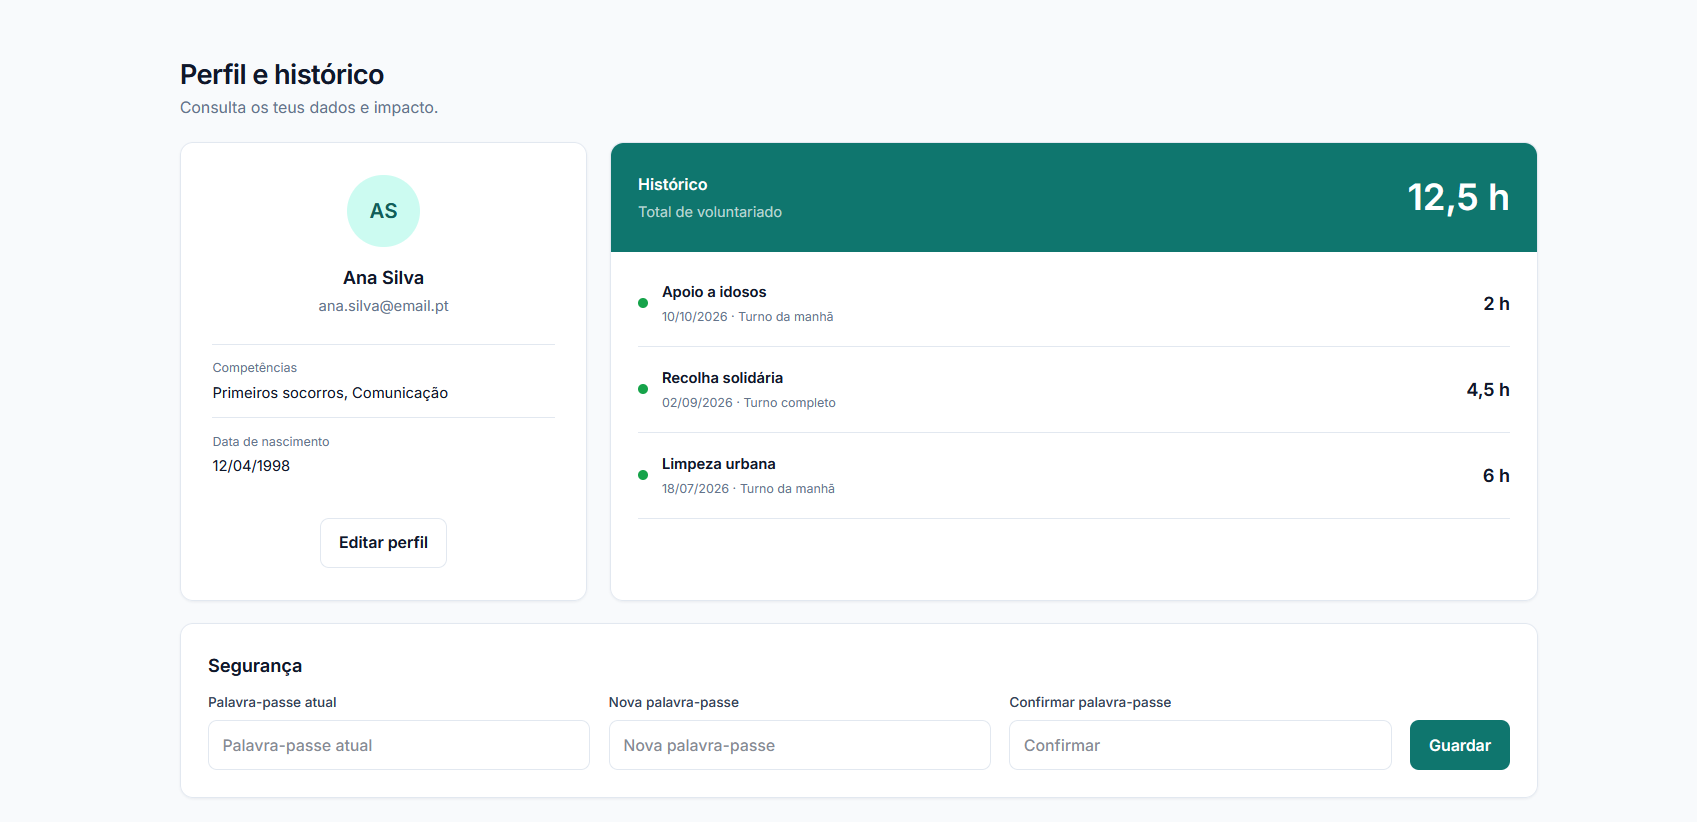 Perfil e histórico
Consulta os teus dados e impacto.
AS
Ana Silva
ana.silva@email.pt
Competências
Primeiros socorros, Comunicação
Data de nascimento
12/04/1998
Editar perfil
Histórico
Total de voluntariado
12,5 h
Apoio a idosos
10/10/2026 · Turno da manhã
2 h
Recolha solidária
02/09/2026 · Turno completo
4,5 h
Limpeza urbana
18/07/2026 · Turno da manhã
6 h
Segurança
Palavra-passe atual
Palavra-passe atual
Nova palavra-passe
Nova palavra-passe
Confirmar palavra-passe
Confirmar
Guardar